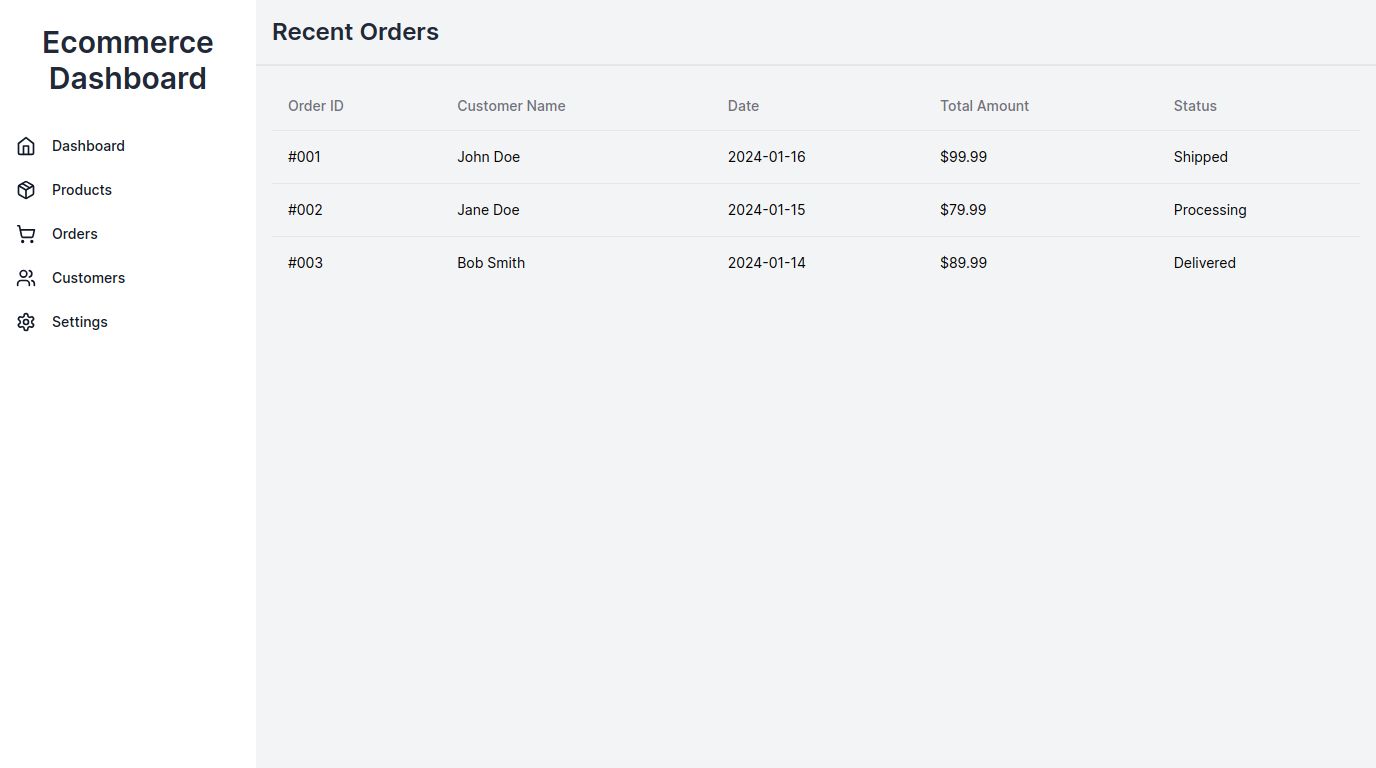 Ecommerce
Dashboard
Dashboard
Products
Orders
Customers
Settings
Recent Orders
Order ID Customer Name Date Total Amount Status
#001 John Doe 2024-01-16 $99.99 Shipped
#002 Jane Doe 2024-01-15 $79.99 Processing
#003 Bob Smith 2024-01-14 $89.99 Delivered